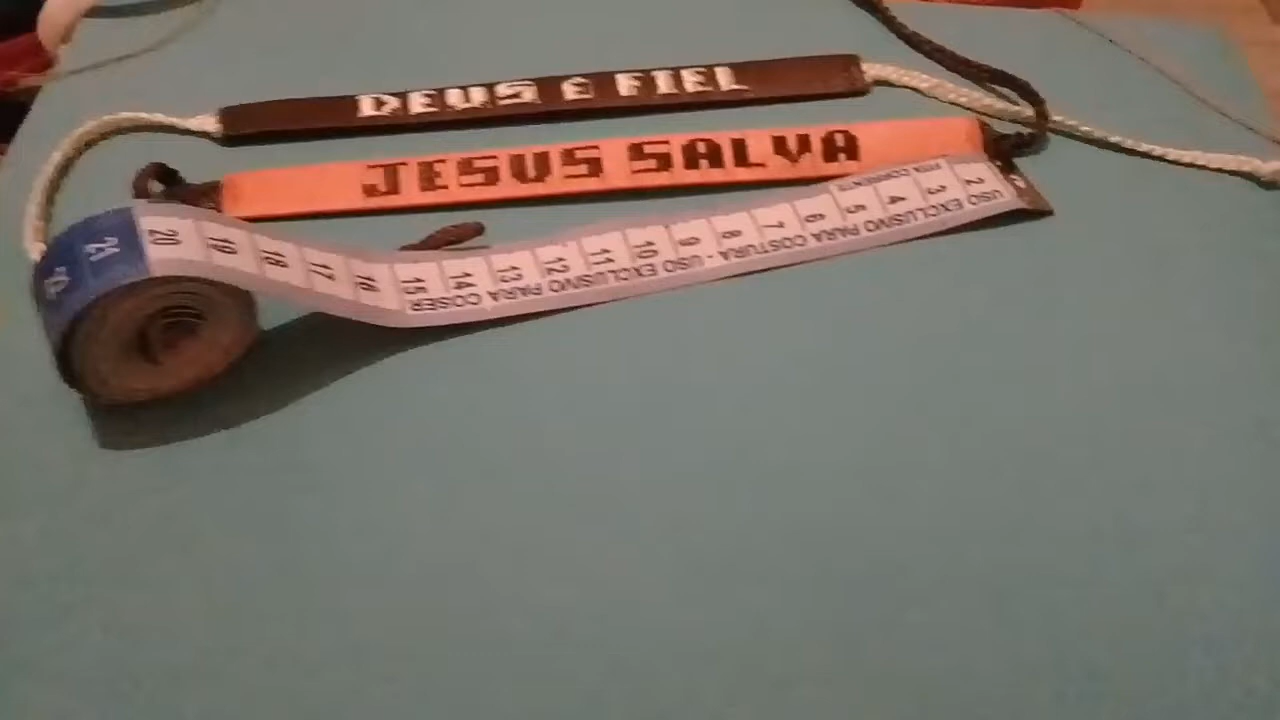 DEUS É FIEL
JESUS SALVA
USO EXCLUSIVO PARA COSTURA - USO EXCLUSIVO PARA COSER
2 3 4 5 6 7 8 9 10 11 12 13 14 15 16 17 18 19 20 21